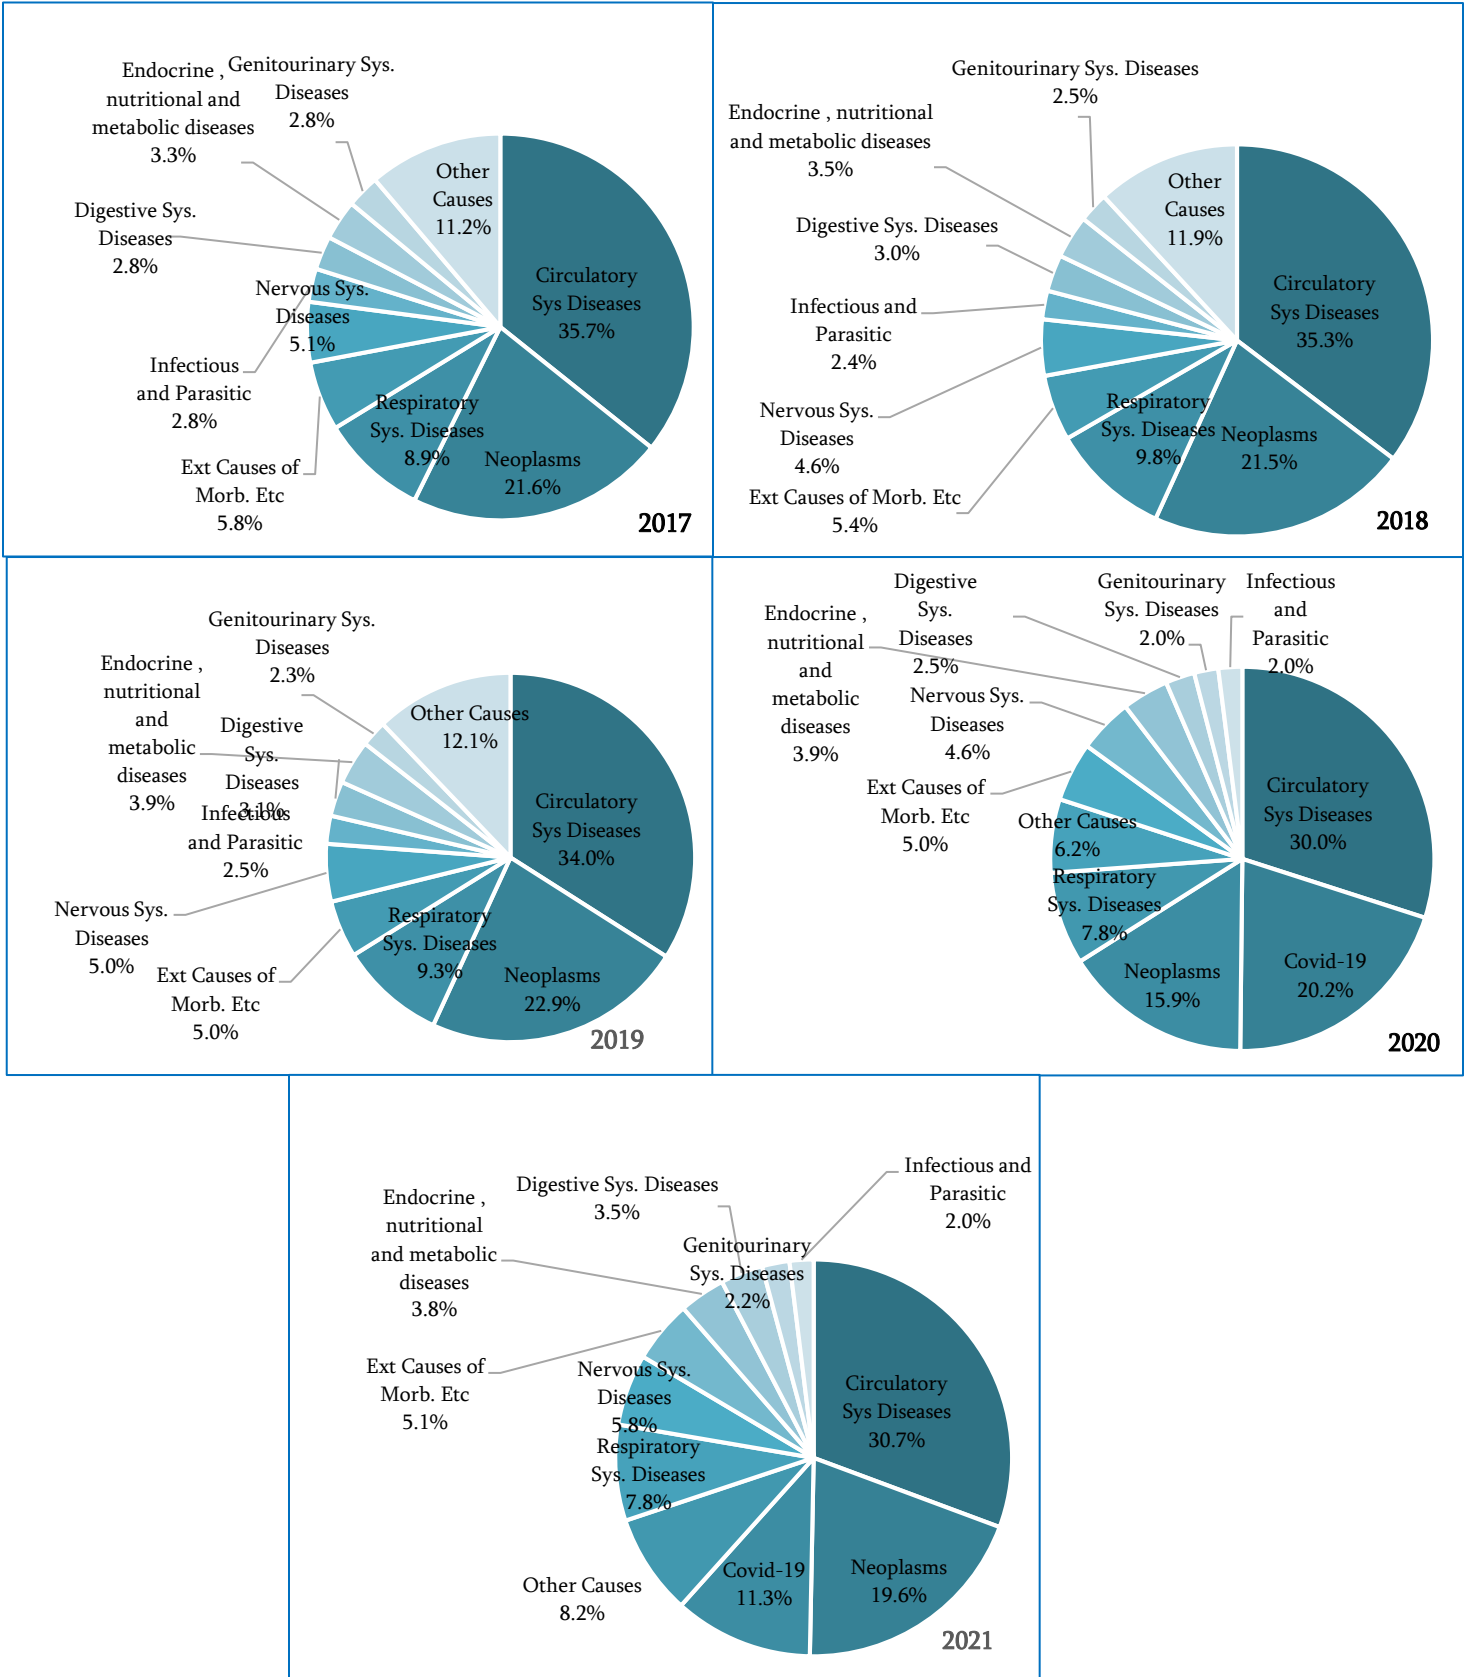 Endocrine ,
nutritional and
metabolic diseases
3.3%
Genitourinary Sys.
Diseases
2.8%
Other
Causes
11.2%
Digestive Sys.
Diseases
2.8%
Circulatory
Sys Diseases
35.7%
Nervous Sys.
Diseases
5.1%
Infectious
and Parasitic
2.8%
Respiratory
Sys. Diseases
8.9%
Neoplasms
21.6%
Ext Causes of
Morb. Etc
5.8%
2017
Genitourinary Sys. Diseases
2.5%
Endocrine , nutritional
and metabolic diseases
3.5%
Other
Causes
11.9%
Digestive Sys. Diseases
3.0%
Circulatory
Sys Diseases
35.3%
Infectious and
Parasitic
2.4%
Nervous Sys.
Diseases
4.6%
Respiratory
Sys. Diseases
9.8%
Neoplasms
21.5%
Ext Causes of Morb. Etc
5.4%
2018
Genitourinary Sys.
Diseases
2.3%
Endocrine ,
nutritional
and
metabolic
diseases
3.9%
Digestive
Sys.
Diseases
3.1%
Other Causes
12.1%
Circulatory
Sys Diseases
34.0%
Infectious
and Parasitic
2.5%
Nervous Sys.
Diseases
5.0%
Respiratory
Sys. Diseases
9.3%
Neoplasms
22.9%
Ext Causes of
Morb. Etc
5.0%
2019
Digestive
Sys.
Diseases
2.5%
Genitourinary
Sys. Diseases
2.0%
Infectious
and
Parasitic
2.0%
Endocrine ,
nutritional
and
metabolic
diseases
3.9%
Nervous Sys.
Diseases
4.6%
Ext Causes of
Morb. Etc
5.0%
Other Causes
6.2%
Circulatory
Sys Diseases
30.0%
Respiratory
Sys. Diseases
7.8%
Neoplasms
15.9%
Covid-19
20.2%
2020
Infectious and
Parasitic
2.0%
Digestive Sys. Diseases
3.5%
Endocrine ,
nutritional
and metabolic
diseases
3.8%
Genitourinary
Sys. Diseases
2.2%
Ext Causes of
Morb. Etc
5.1%
Nervous Sys.
Diseases
5.8%
Circulatory
Sys Diseases
30.7%
Respiratory
Sys. Diseases
7.8%
Covid-19
11.3%
Neoplasms
19.6%
Other Causes
8.2%
2021